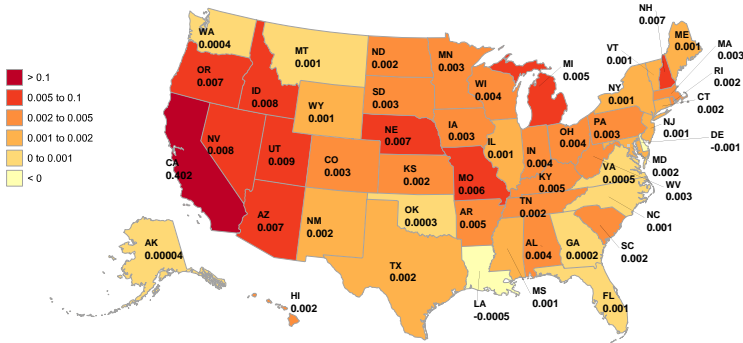 > 0.1
0.005 to 0.1
0.002 to 0.005
0.001 to 0.002
0 to 0.001
< 0
WA
0.0004
OR
0.007
CA
0.402
NV
0.008
ID
0.008
MT
0.001
WY
0.001
UT
0.009
AZ
0.007
CO
0.003
NM
0.002
ND
0.002
SD
0.003
NE
0.007
KS
0.002
OK
0.0003
TX
0.002
MN
0.003
IA
0.003
MO
0.006
AR
0.005
LA
-0.0005
WI
0.004
IL
0.001
MI
0.005
IN
0.004
OH
0.004
KY
0.005
TN
0.002
MS
0.001
AL
0.004
GA
0.0002
FL
0.001
SC
0.002
NC
0.001
VA
0.0005
WV
0.003
MD
0.002
DE
-0.001
PA
0.003
NJ
0.001
NY
0.001
CT
0.002
RI
0.002
MA
0.003
VT
0.001
NH
0.007
ME
0.001
AK
0.00004
HI
0.002